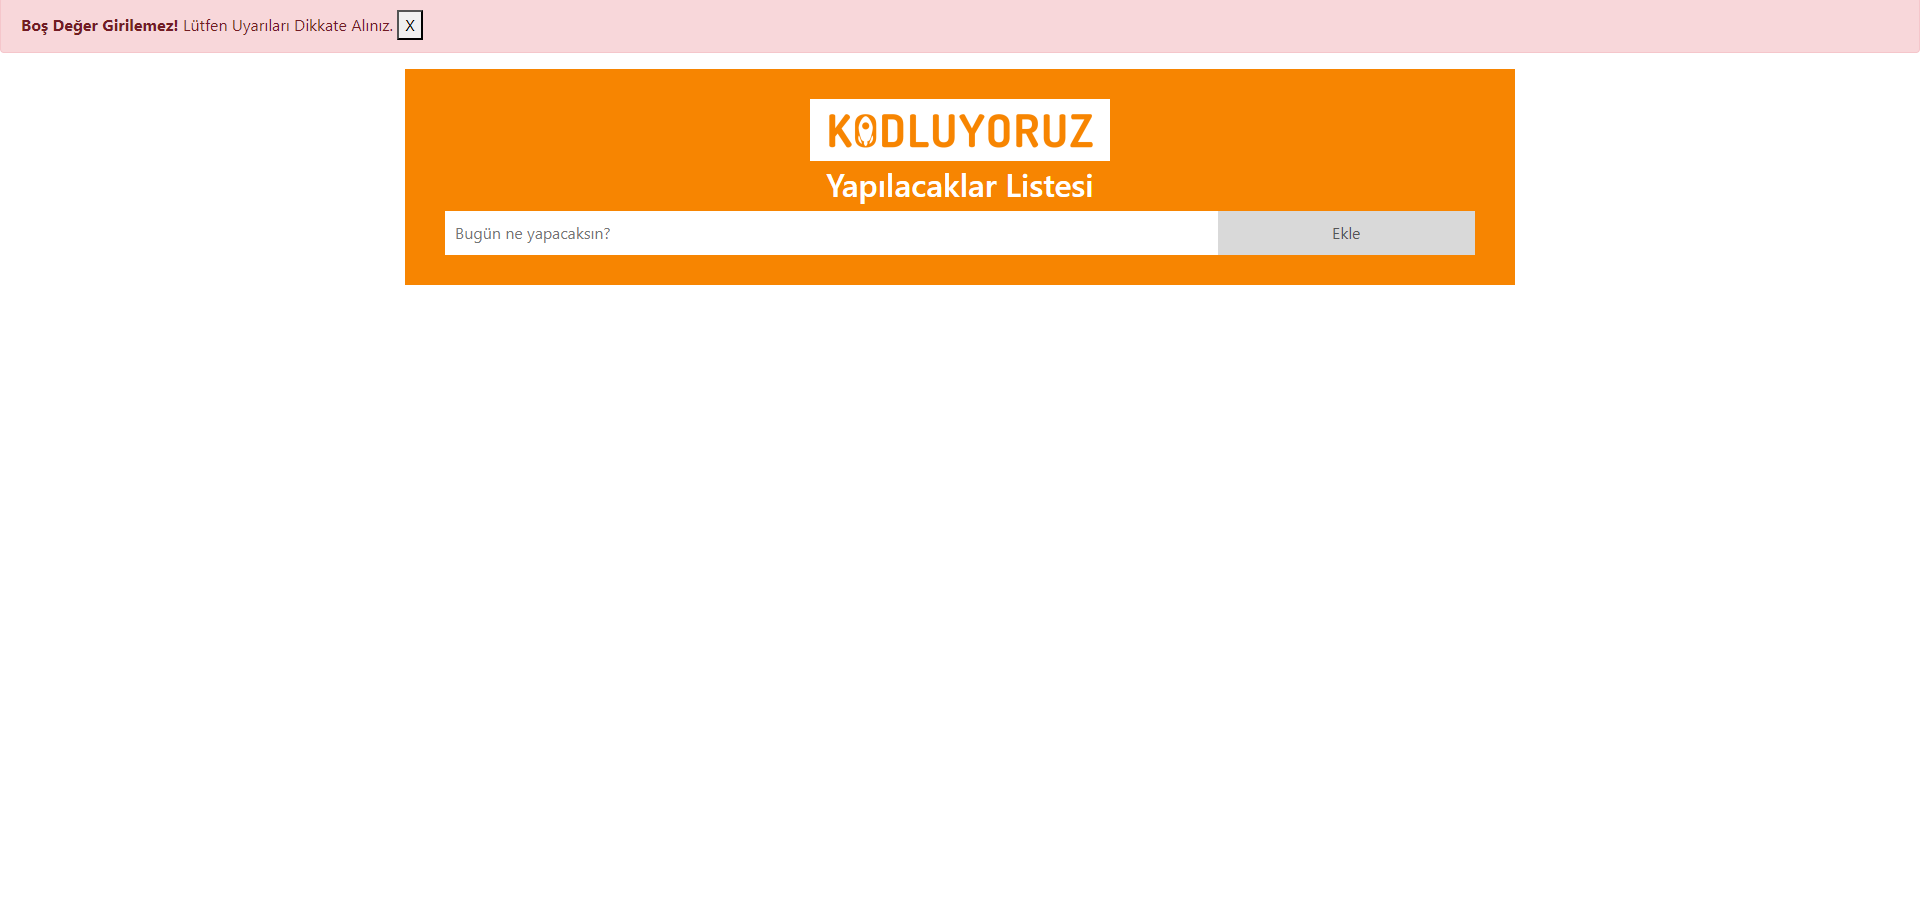 Boş Değer Girilemez! Lütfen Uyarıları Dikkate Alınız. X
KODLUYORUZ
Yapılacaklar Listesi
Bugün ne yapacaksın? Ekle